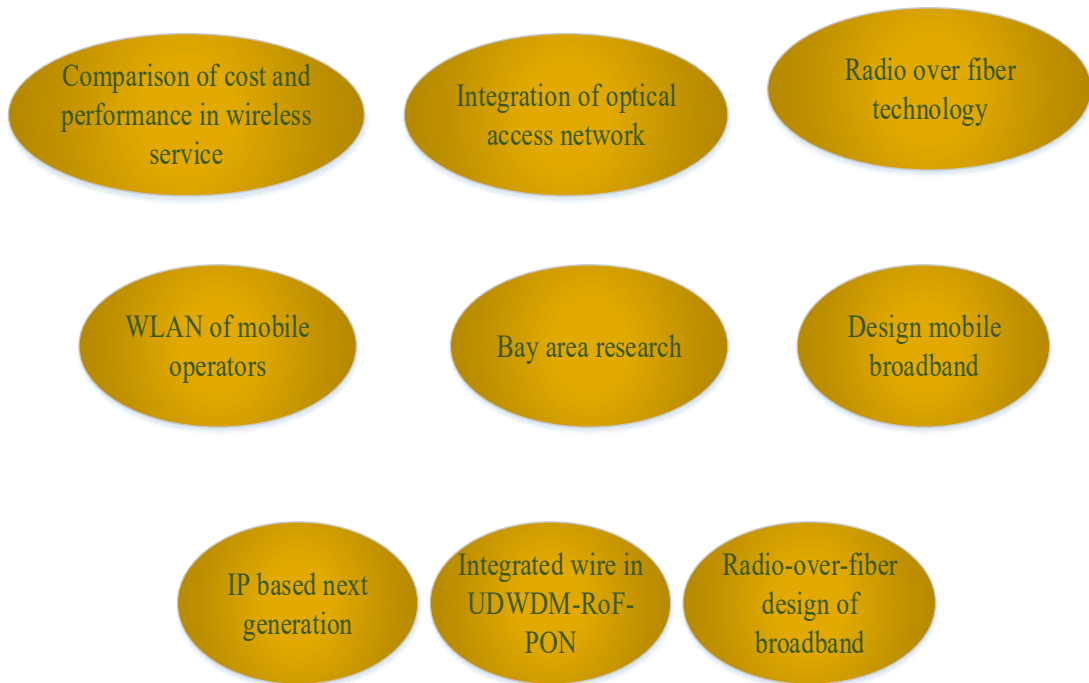 Comparison of cost and
performance in wireless
service
Integration of optical
access network
Radio over fiber
technology
WLAN of mobile
operators
Bay area research
Design mobile
broadband
IP based next
generation
Integrated wire in
UDWDM-RoF-
PON
Radio-over-fiber
design of
broadband